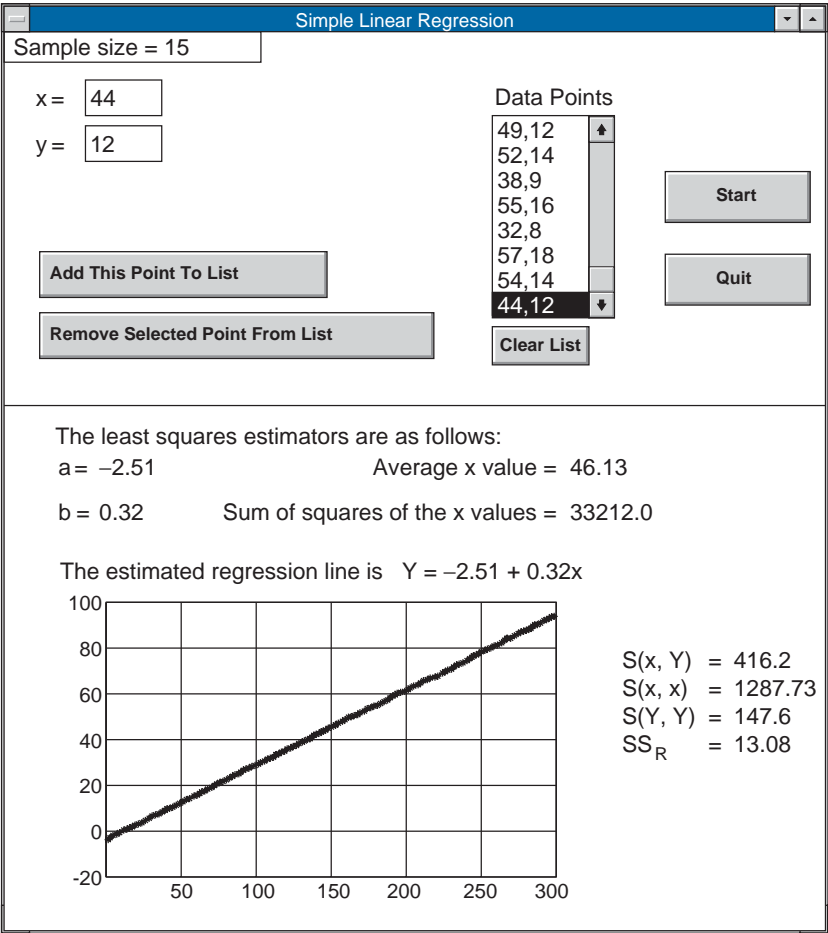 Simple Linear Regression
Sample size = 15
x = 44
y = 12
Data Points
49,12
52,14
38,9
55,16
32,8
57,18
54,14
44,12
Start
Quit
Add This Point To List
Remove Selected Point From List
Clear List
The least squares estimators are as follows:
a = −2.51 Average x value = 46.13
b = 0.32 Sum of squares of the x values = 33212.0
The estimated regression line is Y = −2.51 + 0.32x
100
80
60
40
20
0
-20
50 100 150 200 250 300
S(x, Y) = 416.2
S(x, x) = 1287.73
S(Y, Y) = 147.6
SS_R = 13.08